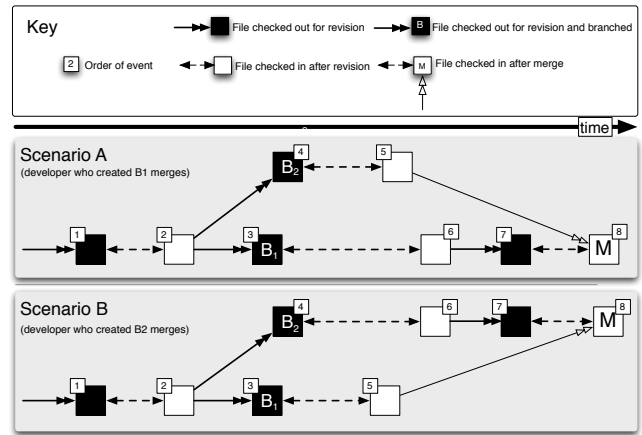 Key
File checked out for revision
B File checked out for revision and branched
2 Order of event
File checked in after revision
M File checked in after merge
time
Scenario A
(developer who created B1 merges)
4
B2
5
1
2
3
B1
6
7
8
M
Scenario B
(developer who created B2 merges)
4
B2
6
7
8
M
1
2
3
B1
5